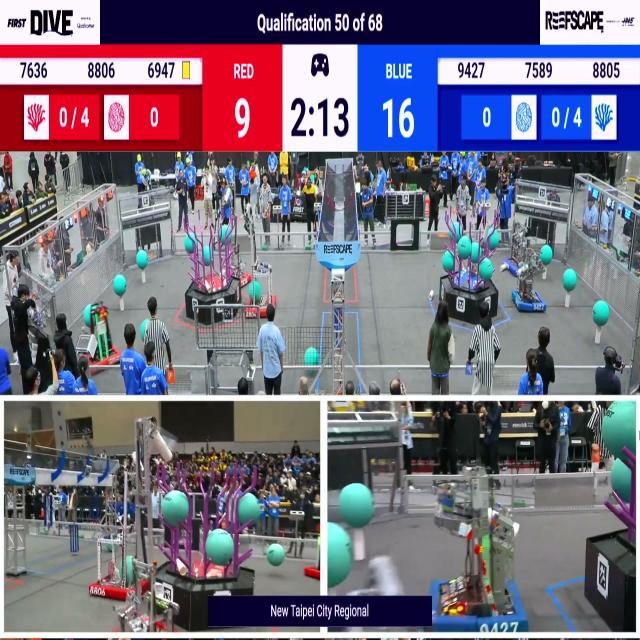 FIRST DIVE
Qualification 50 of 68
REEFSCAPE
7636 8806 6947
RED
BLUE
9427 7589 8805
0 / 4
0
9
2:13
16
0
0 / 4
REEFSCAPE
9427
8806
9427
New Taipei City Regional